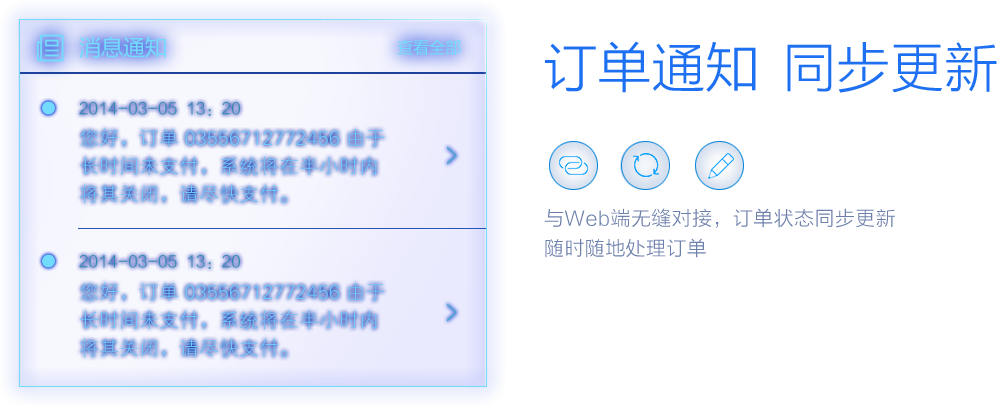 消息通知 查看全部
2014-03-05 13：20
您好，订单 03556712772456 由于
长时间未支付，系统将在半小时内
将其关闭，请尽快支付。
2014-03-05 13：20
您好，订单 03556712772456 由于
长时间未支付，系统将在半小时内
将其关闭，请尽快支付。
订单通知 同步更新
与Web端无缝对接，订单状态同步更新
随时随地处理订单